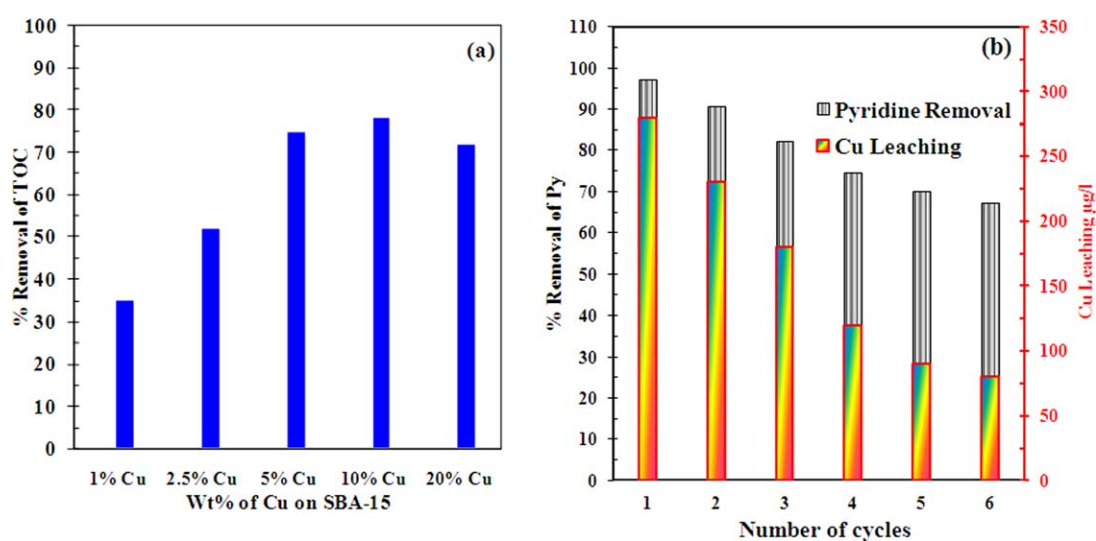 (a)
% Removal of TOC
100
90
80
70
60
50
40
30
20
10
0
1% Cu 2.5% Cu 5% Cu 10% Cu 20% Cu
Wt% of Cu on SBA-15
(b)
Pyridine Removal
Cu Leaching
% Removal of Py
110
100
90
80
70
60
50
40
30
20
10
0
350
300
250
200
150
100
50
0
Cu Leaching µg/l
1 2 3 4 5 6
Number of cycles